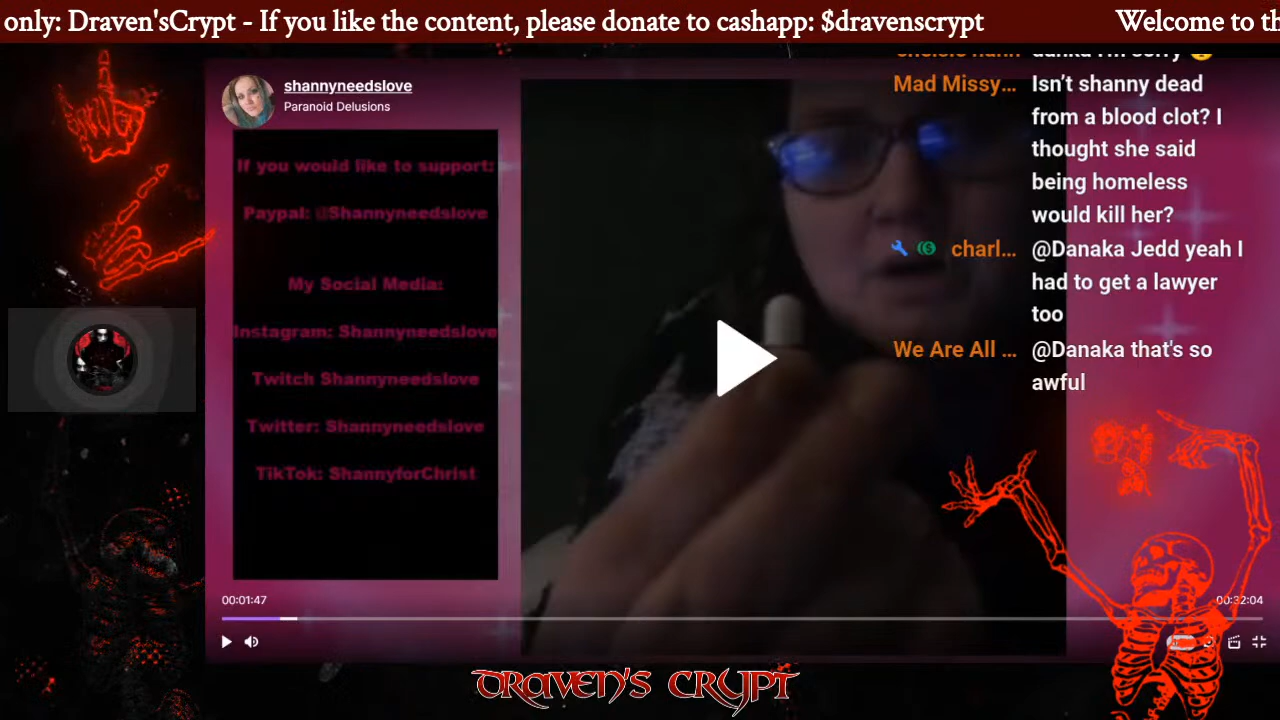 only: Draven'sCrypt - If you like the content, please donate to cashapp: $dravenscrypt
Welcome to th
shannyneedslove
Paranoid Delusions
If you would like to support:
Paypal: @Shannyneedslove
My Social Media:
Instagram: Shannyneedslove
Twitch Shannyneedslove
Twitter: Shannyneedslove
TikTok: ShannyforChrist
Mad Missy… Isn’t shanny dead
from a blood clot? I
thought she said
being homeless
would kill her?
charl… @Danaka Jedd yeah I
had to get a lawyer
too
We Are All … @Danaka that's so
awful
00:01:47
00:32:04
DRAVEN'S CRYPT